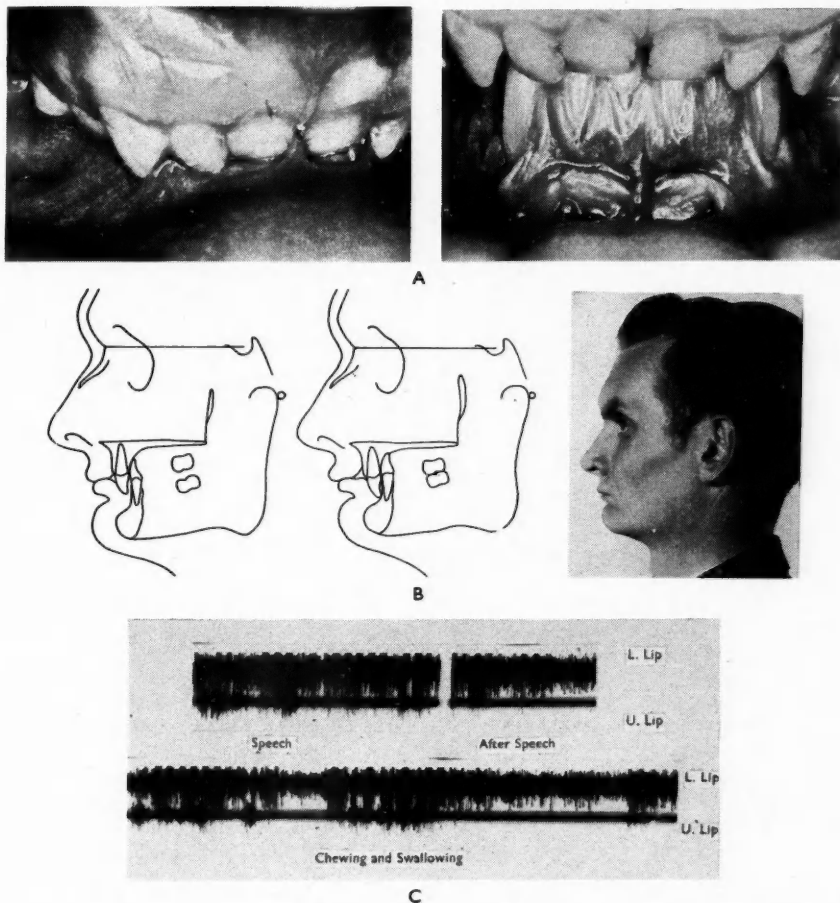 A
B
L. Lip
U. Lip
Speech
After Speech
L. Lip
U. Lip
Chewing and Swallowing
C